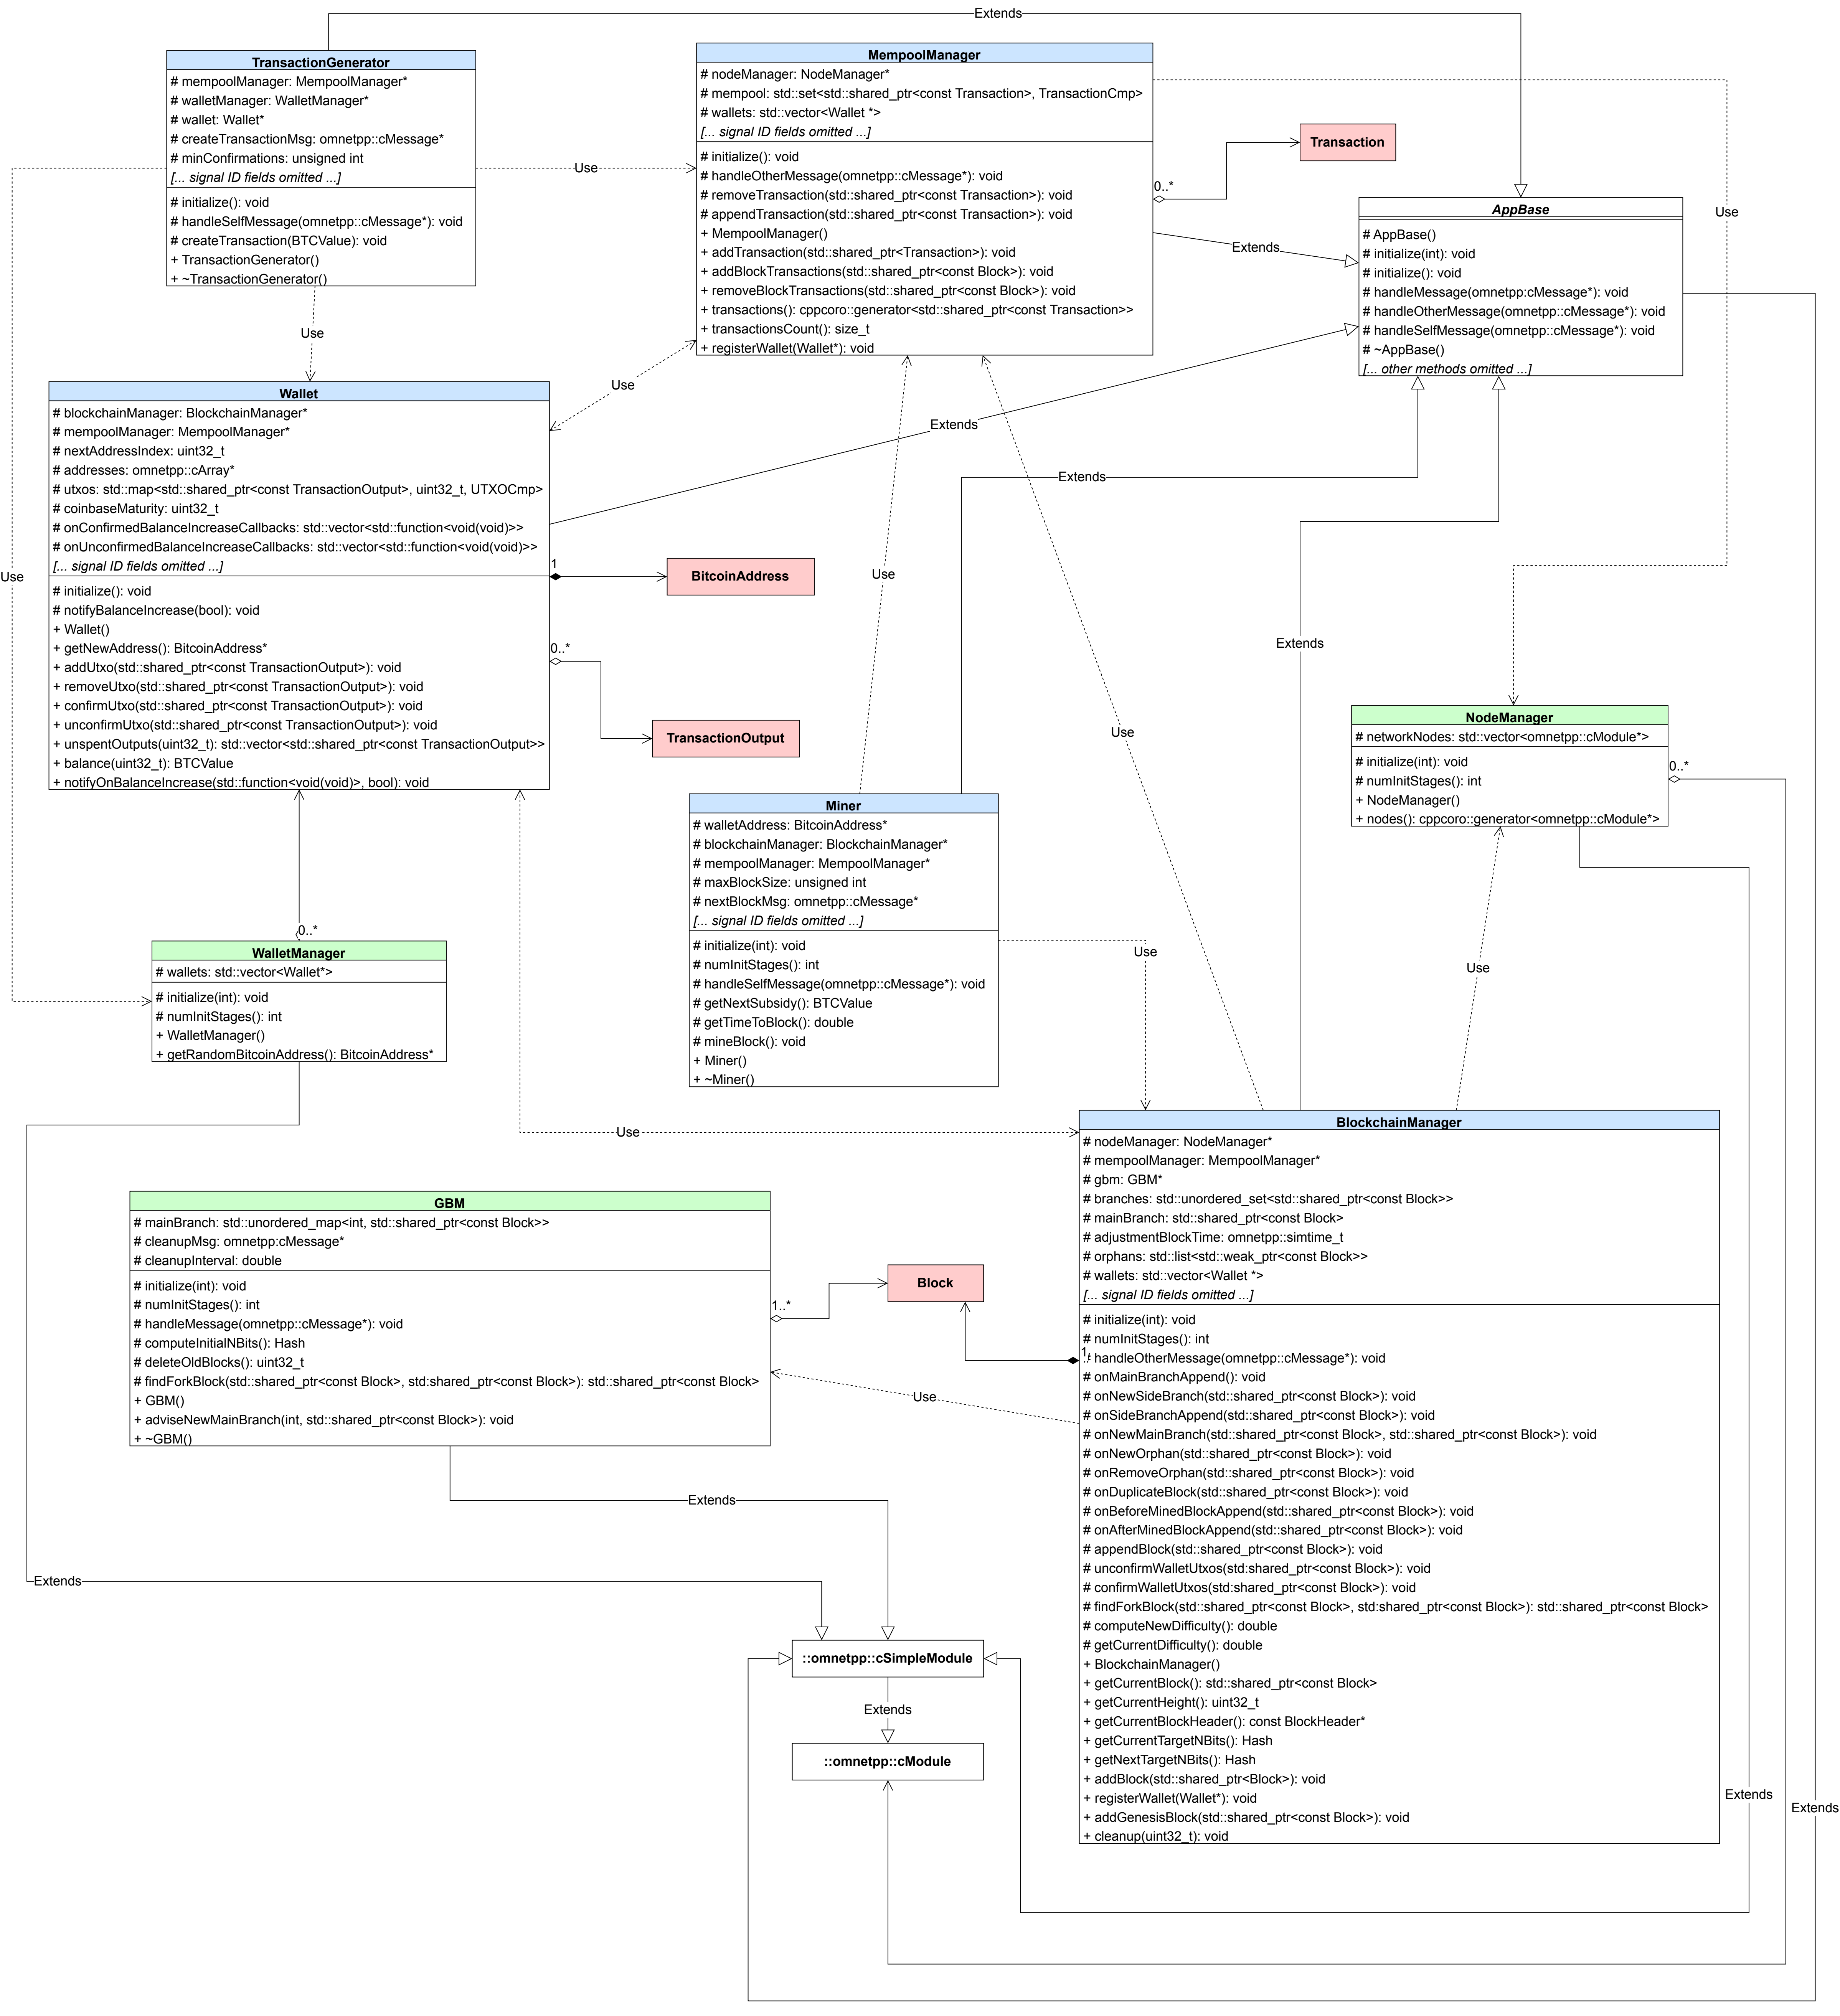 Extends
TransactionGenerator
# mempoolManager: MempoolManager*
# walletManager: WalletManager*
# wallet: Wallet*
# createTransactionMsg: omnetpp::cMessage*
# minConfirmations: unsigned int
[... signal ID fields omitted ...]
# initialize(): void
# handleSelfMessage(omnetpp::cMessage*): void
# createTransaction(BTCValue): void
+ TransactionGenerator()
+ ~TransactionGenerator()
Use
MempoolManager
# nodeManager: NodeManager*
# mempool: std::set<std::shared_ptr<const Transaction>, TransactionCmp>
# wallets: std::vector<Wallet *>
[... signal ID fields omitted ...]
# initialize(): void
# handleOtherMessage(omnetpp::cMessage*): void
# removeTransaction(std::shared_ptr<const Transaction>): void
# appendTransaction(std::shared_ptr<const Transaction>): void
+ MempoolManager()
+ addTransaction(std::shared_ptr<Transaction>): void
+ addBlockTransactions(std::shared_ptr<const Block>): void
+ removeBlockTransactions(std::shared_ptr<const Block>): void
+ transactions(): cppcoro::generator<std::shared_ptr<const Transaction>>
+ transactionsCount(): size_t
+ registerWallet(Wallet*): void
0..*
Transaction
Use
Extends
AppBase
# AppBase()
# initialize(int): void
# initialize(): void
# handleMessage(omnetpp:cMessage*): void
# handleOtherMessage(omnetpp::cMessage*): void
# handleSelfMessage(omnetpp::cMessage*): void
# ~AppBase()
[... other methods omitted ...]
Use
Use
Extends
Wallet
# blockchainManager: BlockchainManager*
# mempoolManager: MempoolManager*
# nextAddressIndex: uint32_t
# addresses: omnetpp::cArray*
# utxos: std::map<std::shared_ptr<const TransactionOutput>, uint32_t, UTXOCmp>
# coinbaseMaturity: uint32_t
# onConfirmedBalanceIncreaseCallbacks: std::vector<std::function<void(void)>>
# onUnconfirmedBalanceIncreaseCallbacks: std::vector<std::function<void(void)>>
[... signal ID fields omitted ...]
# initialize(): void
# notifyBalanceIncrease(bool): void
+ Wallet()
+ getNewAddress(): BitcoinAddress*
+ addUtxo(std::shared_ptr<const TransactionOutput>): void
+ removeUtxo(std::shared_ptr<const TransactionOutput>): void
+ confirmUtxo(std::shared_ptr<const TransactionOutput>): void
+ unconfirmUtxo(std::shared_ptr<const TransactionOutput>): void
+ unspentOutputs(uint32_t): std::vector<std::shared_ptr<const TransactionOutput>>
+ balance(uint32_t): BTCValue
+ notifyOnBalanceIncrease(std::function<void(void)>, bool): void
Extends
Use
Use
1
BitcoinAddress
0..*
TransactionOutput
Extends
Use
NodeManager
# networkNodes: std::vector<omnetpp::cModule*>
# initialize(int): void
# numInitStages(): int
+ NodeManager()
+ nodes(): cppcoro::generator<omnetpp::cModule*>
0..*
Miner
# walletAddress: BitcoinAddress*
# blockchainManager: BlockchainManager*
# mempoolManager: MempoolManager*
# maxBlockSize: unsigned int
# nextBlockMsg: omnetpp::cMessage*
[... signal ID fields omitted ...]
# initialize(int): void
# numInitStages(): int
# handleSelfMessage(omnetpp::cMessage*): void
# getNextSubsidy(): BTCValue
# getTimeToBlock(): double
# mineBlock(): void
+ Miner()
+ ~Miner()
Use
Use
0..*
WalletManager
# wallets: std::vector<Wallet*>
# initialize(int): void
# numInitStages(): int
+ WalletManager()
+ getRandomBitcoinAddress(): BitcoinAddress*
Use
BlockchainManager
# nodeManager: NodeManager*
# mempoolManager: MempoolManager*
# gbm: GBM*
# branches: std::unordered_set<std::shared_ptr<const Block>>
# mainBranch: std::shared_ptr<const Block>
# adjustmentBlockTime: omnetpp::simtime_t
# orphans: std::list<std::weak_ptr<const Block>>
# wallets: std::vector<Wallet *>
[... signal ID fields omitted ...]
# initialize(int): void
# numInitStages(): int
# handleOtherMessage(omnetpp::cMessage*): void
# onMainBranchAppend(): void
# onNewSideBranch(std::shared_ptr<const Block>): void
# onSideBranchAppend(std::shared_ptr<const Block>): void
# onNewMainBranch(std::shared_ptr<const Block>, std::shared_ptr<const Block>): void
# onNewOrphan(std::shared_ptr<const Block>): void
# onRemoveOrphan(std::shared_ptr<const Block>): void
# onDuplicateBlock(std::shared_ptr<const Block>): void
# onBeforeMinedBlockAppend(std::shared_ptr<const Block>): void
# onAfterMinedBlockAppend(std::shared_ptr<const Block>): void
# appendBlock(std::shared_ptr<const Block>): void
# unconfirmWalletUtxos(std:shared_ptr<const Block>): void
# confirmWalletUtxos(std:shared_ptr<const Block>): void
# findForkBlock(std::shared_ptr<const Block>, std:shared_ptr<const Block>): std::shared_ptr<const Block>
# computeNewDifficulty(): double
# getCurrentDifficulty(): double
+ BlockchainManager()
+ getCurrentBlock(): std::shared_ptr<const Block>
+ getCurrentHeight(): uint32_t
+ getCurrentBlockHeader(): const BlockHeader*
+ getCurrentTargetNBits(): Hash
+ getNextTargetNBits(): Hash
+ addBlock(std::shared_ptr<Block>): void
+ registerWallet(Wallet*): void
+ addGenesisBlock(std::shared_ptr<const Block>): void
+ cleanup(uint32_t): void
GBM
# mainBranch: std::unordered_map<int, std::shared_ptr<const Block>>
# cleanupMsg: omnetpp:cMessage*
# cleanupInterval: double
# initialize(int): void
# numInitStages(): int
# handleMessage(omnetpp::cMessage*): void
# computeInitialNBits(): Hash
# deleteOldBlocks(): uint32_t
# findForkBlock(std::shared_ptr<const Block>, std:shared_ptr<const Block>): std::shared_ptr<const Block>
+ GBM()
+ adviseNewMainBranch(int, std::shared_ptr<const Block>): void
+ ~GBM()
1..*
Block
Use
Extends
Extends
::omnetpp::cSimpleModule
Extends
::omnetpp::cModule
Extends
Extends